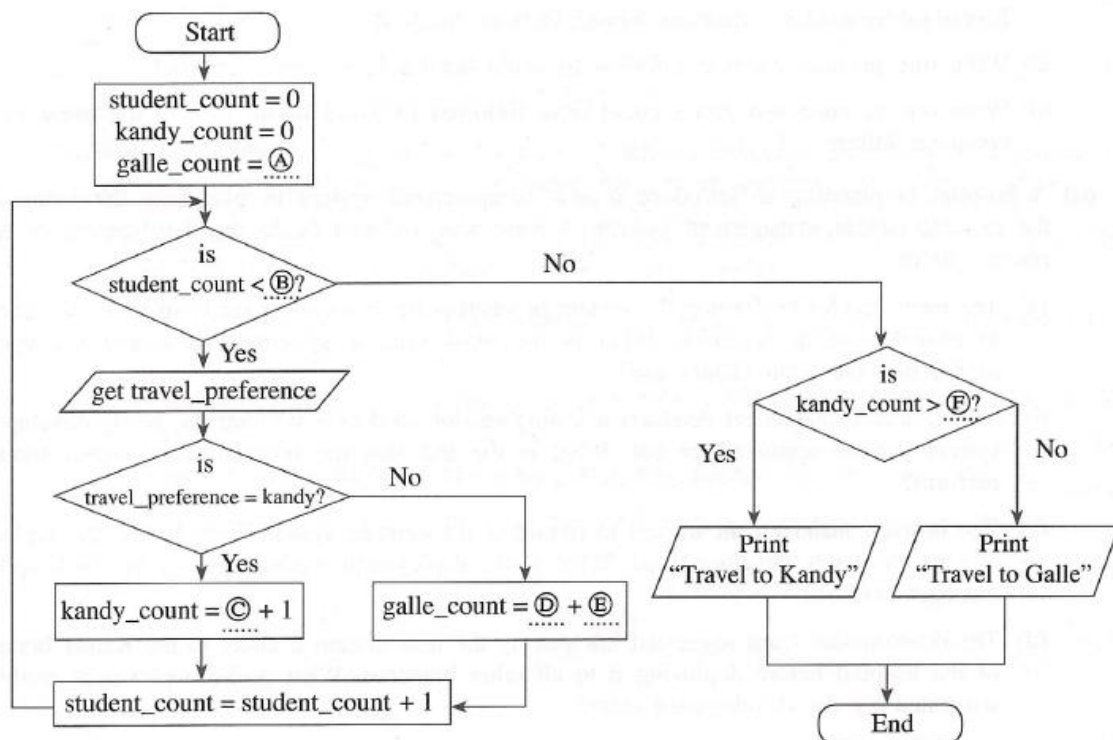 Start
student_count = 0
kandy_count = 0
galle_count = Ⓐ
is
student_count < Ⓑ?
No
Yes
get travel_preference
is
travel_preference = kandy?
No
Yes
kandy_count = Ⓒ + 1
galle_count = Ⓓ + Ⓔ
student_count = student_count + 1
is
kandy_count > Ⓕ?
Yes
No
Print
“Travel to Kandy”
Print
“Travel to Galle”
End